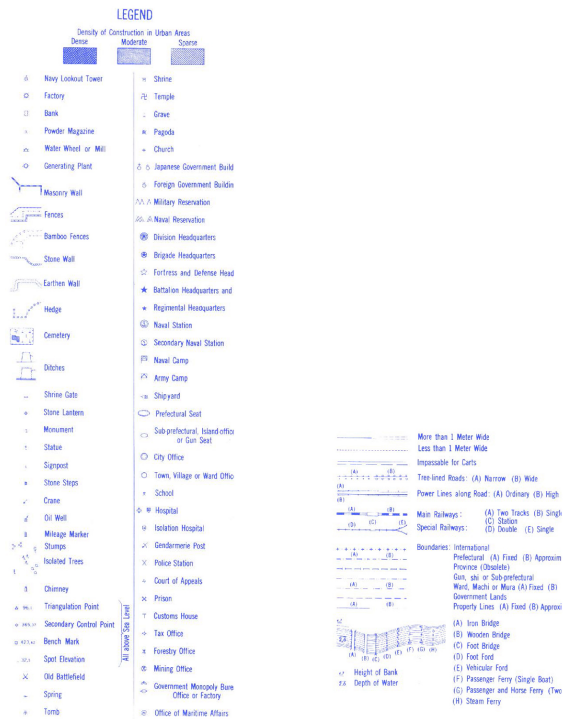 LEGEND
Density of Construction in Urban Areas
Dense Moderate Sparse
Navy Lookout Tower
Factory
Bank
Powder Magazine
Water Wheel or Mill
Generating Plant
Masonry Wall
Fences
Bamboo Fences
Stone Wall
Earthen Wall
Hedge
Cemetery
Ditches
Shrine Gate
Stone Lantern
Monument
Statue
Signpost
Stone Steps
Crane
Oil Well
Mileage Marker
Stumps
Isolated Trees
Chimney
Triangulation Point
Secondary Control Point
Bench Mark
Spot Elevation
All above Sea Level
Old Battlefield
Spring
Tomb
Shrine
Temple
Grave
Pagoda
Church
Japanese Government Build
Foreign Government Buildin
Military Reservation
Naval Reservation
Division Headquarters
Brigade Headquarters
Fortress and Defense Head
Battalion Headquarters and
Regimental Headquarters
Naval Station
Secondary Naval Station
Naval Camp
Army Camp
Shipyard
Prefectural Seat
Sub-prefectural, Island-office
or Gun Seat
City Office
Town, Village or Ward Offic
School
Hospital
Isolation Hospital
Gendarmerie Post
Police Station
Court of Appeals
Prison
Customs House
Tax Office
Forestry Office
Mining Office
Government Monopoly Bure
Office or Factory
Office of Maritime Affairs
More than 1 Meter Wide
Less than 1 Meter Wide
Impassable for Carts
(A) (B)
Tree-lined Roads: (A) Narrow (B) Wide
(A)
(B)
Power Lines along Road: (A) Ordinary (B) High
(A) (B)
Main Railways: (A) Two Tracks (B) Singl
(C) Station
(D) (C) (E)
Special Railways: (D) Double (E) Single
Boundaries: International
(A) (B)
Prefectural (A) Fixed (B) Approxim
Province (Obsolete)
Gun, shi or Sub-prefectural
(A) (B)
Ward, Machi or Mura (A) Fixed (B)
Government Lands
(A) (B)
Property Lines (A) Fixed (B) Approxi
(A) (B) (C) (D) (E) (F) (G) (H)
(A) Iron Bridge
(B) Wooden Bridge
(C) Foot Bridge
(D) Foot Ford
(E) Vehicular Ford
(F) Passenger Ferry (Single Boat)
(G) Passenger and Horse Ferry (Two
(H) Steam Ferry
Height of Bank
Depth of Water